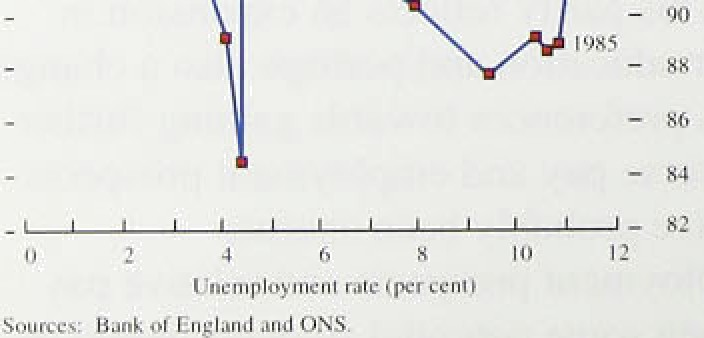 90
1985
88
86
84
82
0 2 4 6 8 10 12
Unemployment rate (per cent)
Sources: Bank of England and ONS.